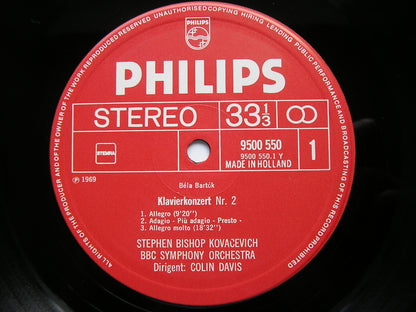 ALL RIGHTS OF THE PRODUCER AND OF THE OWNER OF THE WORK REPRODUCED RESERVED UNAUTHORISED COPYING HIRING LENDING PUBLIC PERFORMANCE AND BROADCASTING OF THIS RECORD PROHIBITED
PHILIPS
PHILIPS
STEREO 33 1/3
STEMRA
9500 550
9500 550.1 Y
MADE IN HOLLAND
1
℗ 1969
Béla Bartók
Klavierkonzert Nr. 2
1. Allegro (9'20")
2. Adagio - Più adagio - Presto -
3. Allegro molto (18'32")
STEPHEN BISHOP KOVACEVICH
BBC SYMPHONY ORCHESTRA
Dirigent: COLIN DAVIS